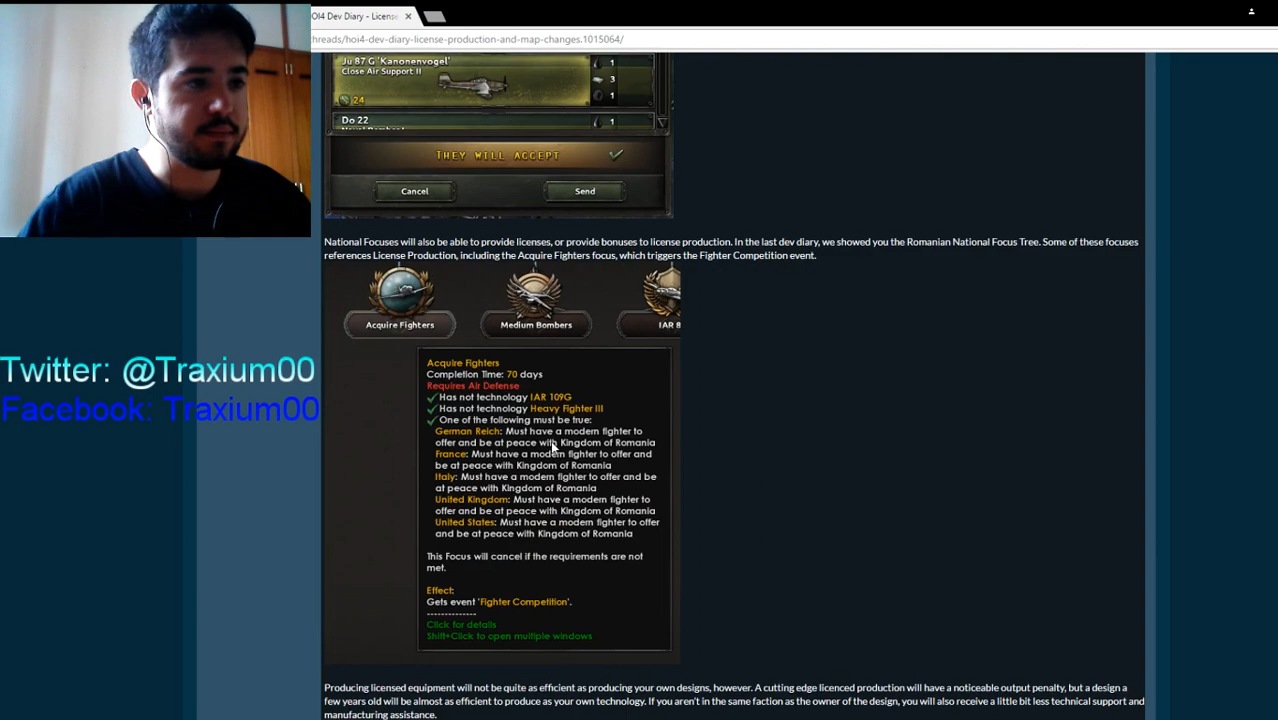 HOI4 Dev Diary - License
hreads/hoi4-dev-diary-license-production-and-map-changes.1015064/
Ju 87 G 'Kanonenvogel'
Close Air Support II
1
3
24
1
Do 22
1
THEY WILL ACCEPT
Cancel
Send
National Focuses will also be able to provide licenses, or provide bonuses to license production. In the last dev diary, we showed you the Romanian National Focus Tree. Some of these focuses
references License Production, including the Acquire Fighters focus, which triggers the Fighter Competition event.
Acquire Fighters
Medium Bombers
IAR 8
Acquire Fighters
Completion Time: 70 days
Requires Air Defense
Has not technology IAR 109G
Has not technology Heavy Fighter III
One of the following must be true:
German Reich: Must have a modern fighter to
offer and be at peace with Kingdom of Romania
France: Must have a modern fighter to offer and
be at peace with Kingdom of Romania
Italy: Must have a modern fighter to offer and be
at peace with Kingdom of Romania
United Kingdom: Must have a modern fighter to
offer and be at peace with Kingdom of Romania
United States: Must have a modern fighter to offer
and be at peace with Kingdom of Romania
This Focus will cancel if the requirements are not
met.
Effect:
Gets event 'Fighter Competition'.
--------------
Click for details
Shift+Click to open multiple windows
Twitter: @Traxium00
Facebook: Traxium00
Producing licensed equipment will not be quite as efficient as producing your own designs, however. A cutting edge licenced production will have a noticeable output penalty, but a design a
few years old will be almost as efficient to produce as your own technology. If you aren't in the same faction as the owner of the design, you will also receive a little bit less technical support and
manufacturing assistance.